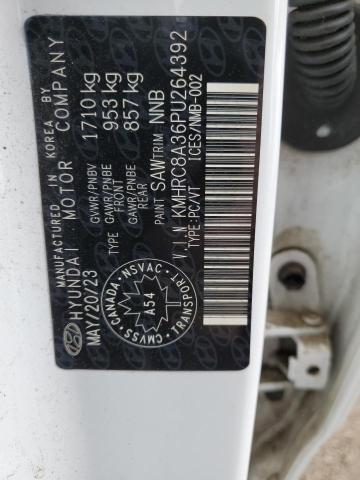 MANUFACTURED IN KOREA BY
HYUNDAI MOTOR COMPANY
MAY/20/23
GVWR/PNBV 1710 kg
TYPE GAWR/PNBE FRONT 953 kg
GAWR/PNBE REAR 857 kg
PAINT SAW TRIM NNB
V.I.N KMHRC8A36PU264392
TYPE:PC/VT ICES/NMB-002
CANADA NSVAC TRANSPORT CMVSS
A54